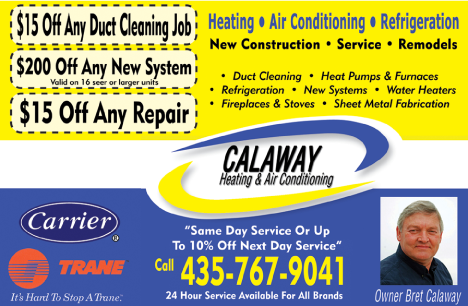 $15 Off Any Duct Cleaning Job
$200 Off Any New System
Valid on 16 seer or larger units
$15 Off Any Repair
Heating • Air Conditioning • Refrigeration
New Construction • Service • Remodels
• Duct Cleaning • Heat Pumps & Furnaces
• Refrigeration • New Systems • Water Heaters
• Fireplaces & Stoves • Sheet Metal Fabrication
CALAWAY
Heating & Air Conditioning
Carrier
®
TRANE
It's Hard To Stop A Trane.
"Same Day Service Or Up
To 10% Off Next Day Service"
Call 435-767-9041
24 Hour Service Available For All Brands
Owner Bret Calaway